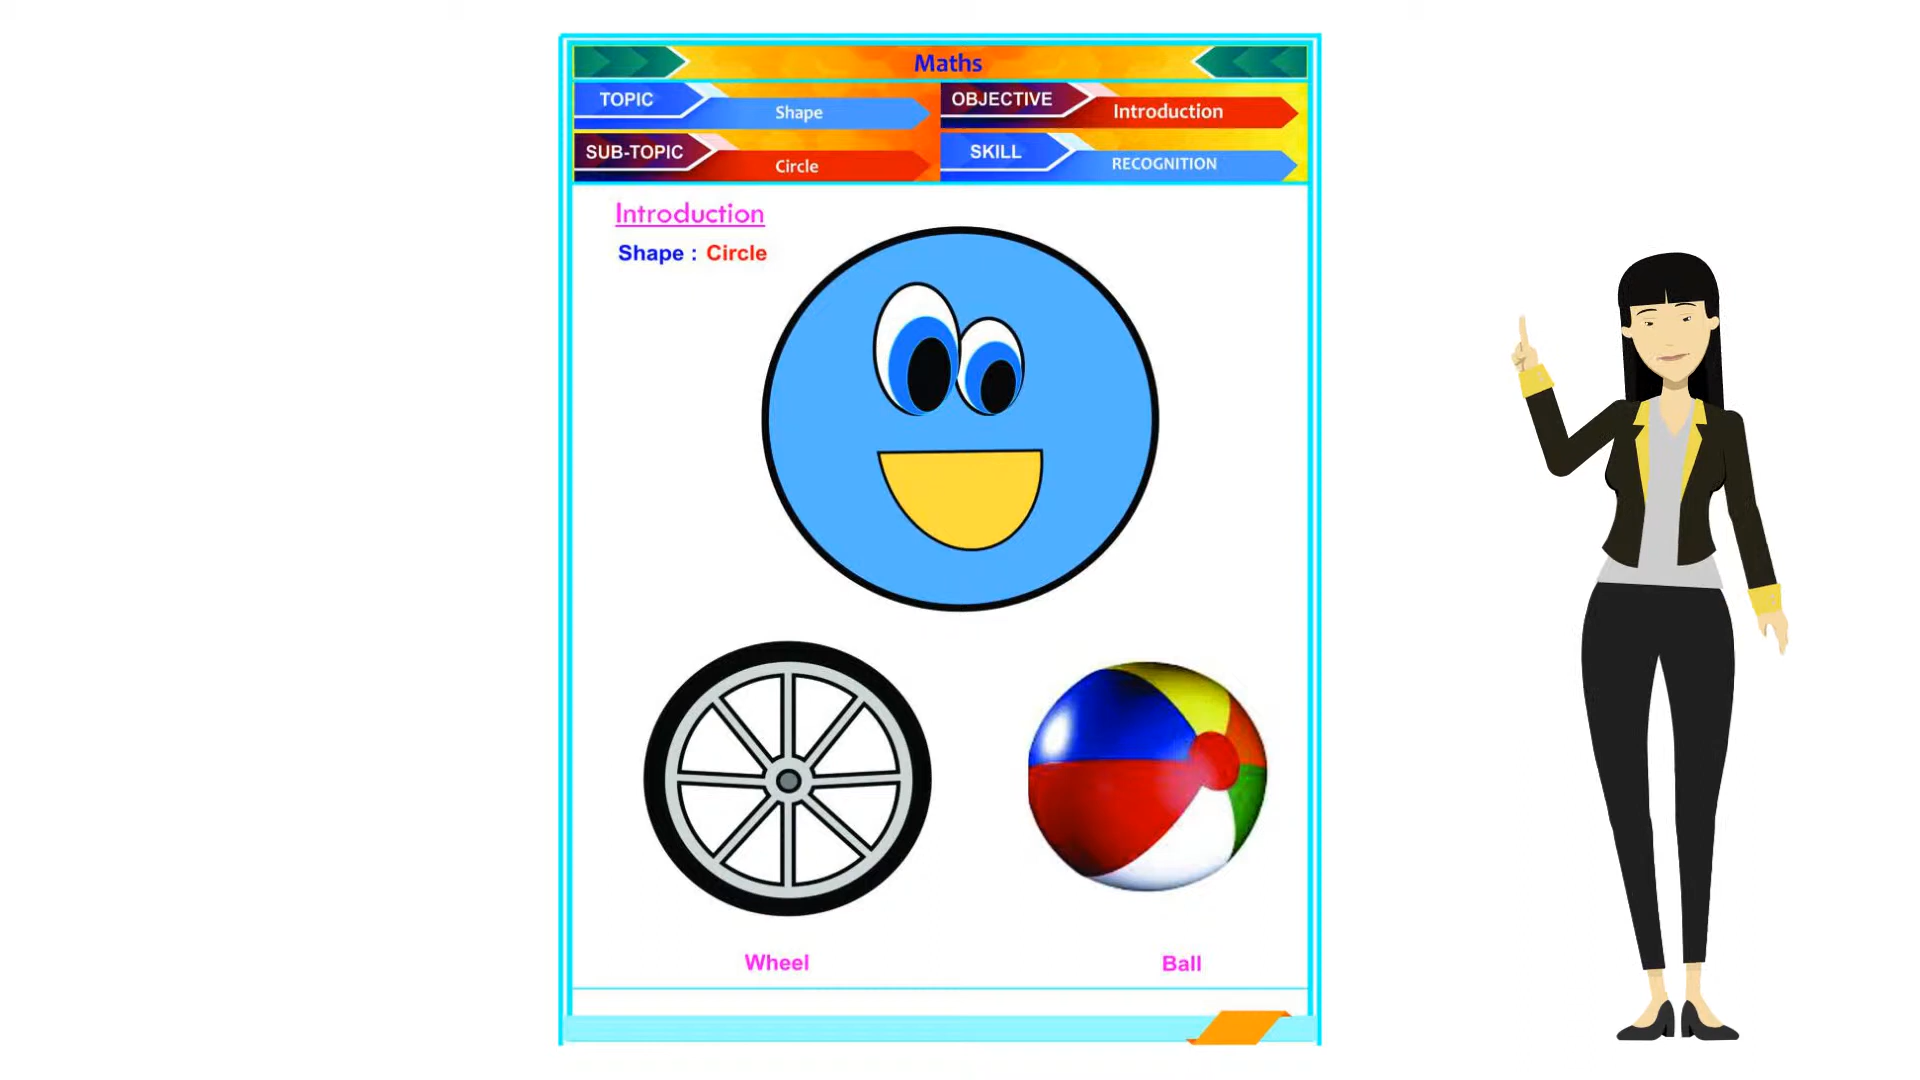 Maths
TOPIC
Shape
OBJECTIVE
Introduction
SUB-TOPIC
Circle
SKILL
RECOGNITION
Introduction
Shape : Circle
Wheel
Ball